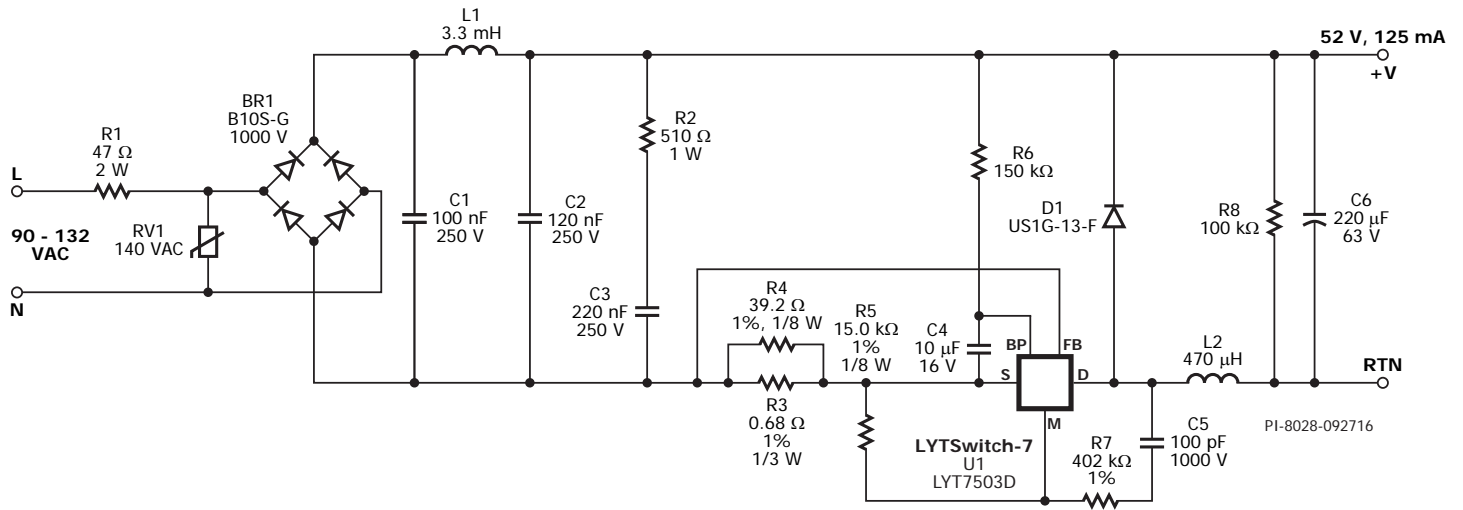 L1
3.3 mH
52 V, 125 mA
+V
BR1
B10S-G
1000 V
R1
47 Ω
2 W
L
90 - 132
VAC
N
RV1
140 VAC
C1
100 nF
250 V
C2
120 nF
250 V
R2
510 Ω
1 W
C3
220 nF
250 V
R4
39.2 Ω
1%, 1/8 W
R3
0.68 Ω
1%
1/3 W
R5
15.0 kΩ
1%
1/8 W
R6
150 kΩ
C4
10 µF
16 V
BP
FB
S
D
M
LYTSwitch-7
U1
LYT7503D
D1
US1G-13-F
R7
402 kΩ
1%
C5
100 pF
1000 V
L2
470 µH
R8
100 kΩ
C6
220 µF
63 V
RTN
PI-8028-092716